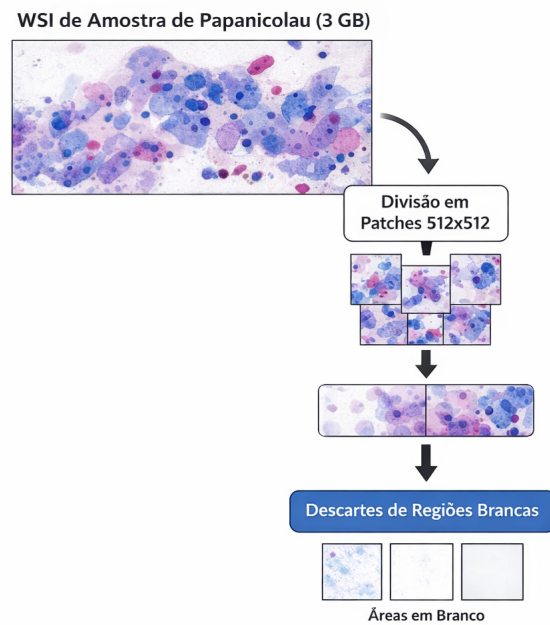 WSI de Amostra de Papanicolau (3 GB)
Divisão em
Patches 512x512
Descartes de Regiões Brancas
Áreas em Branco